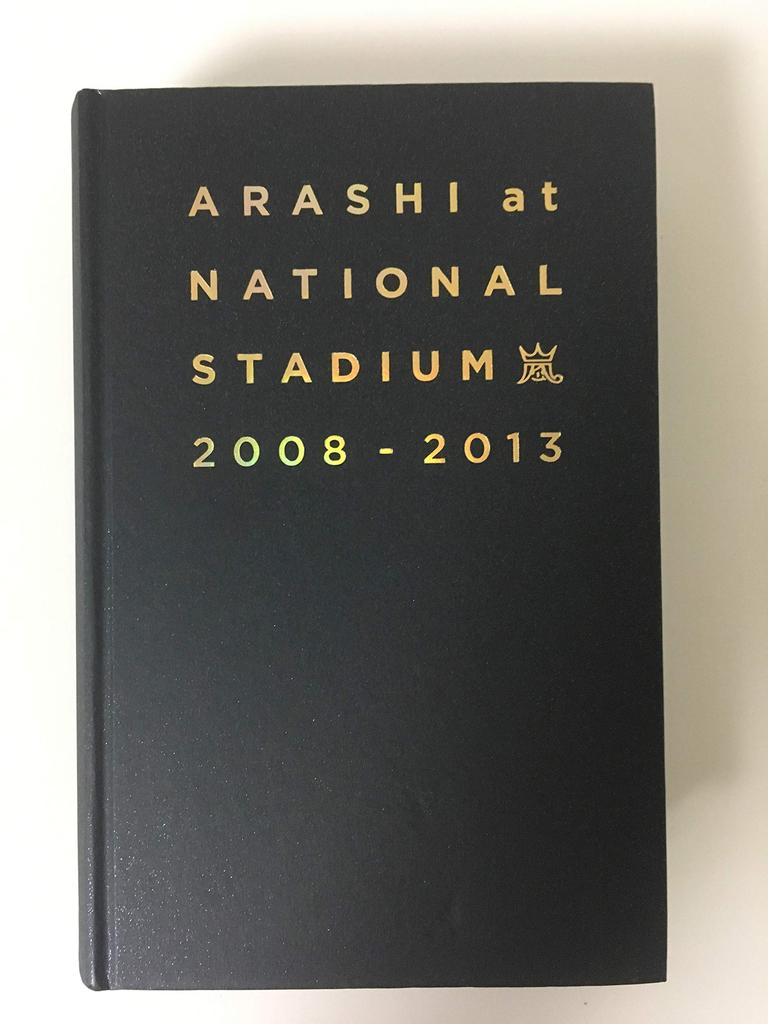 ARASHI at
NATIONAL
STADIUM 嵐
2008 - 2013